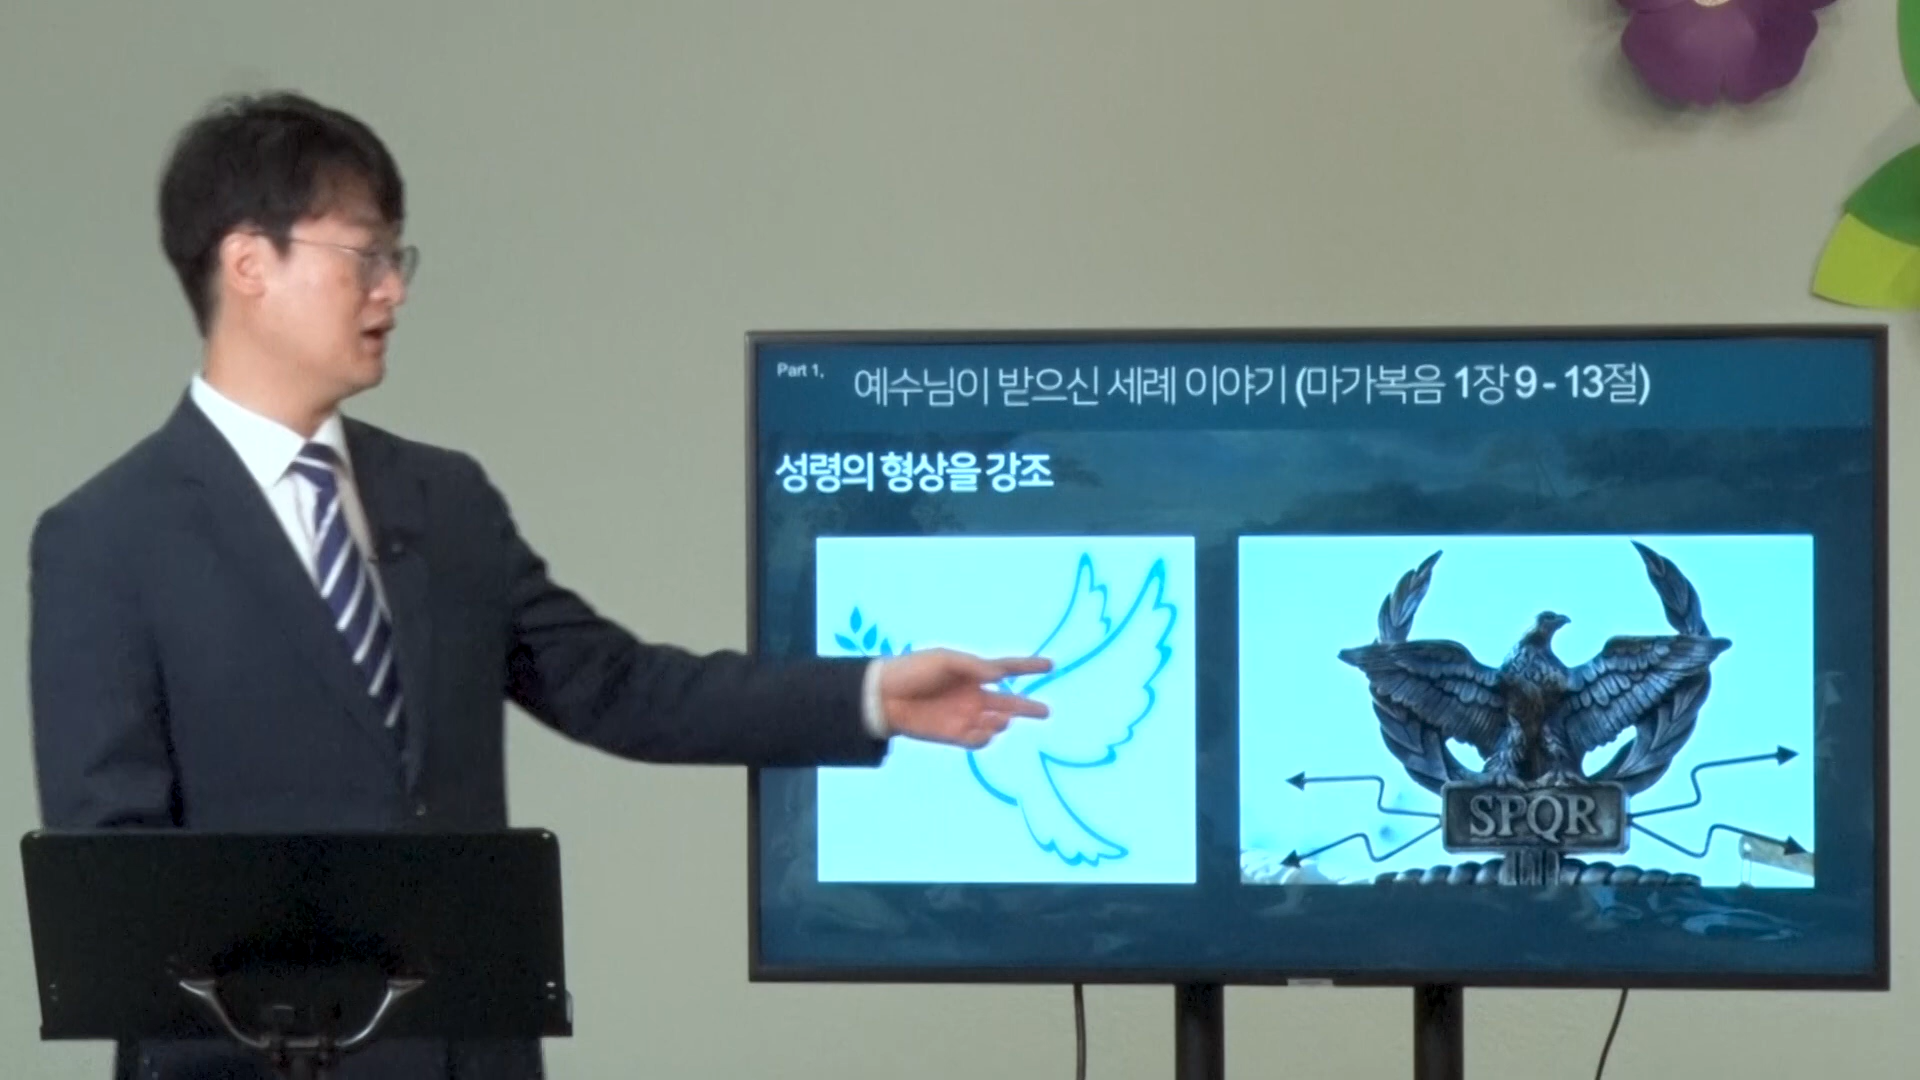 Part 1.
예수님이 받으신 세례 이야기 (마가복음 1장 9 - 13절)
성령의 형상을 강조
SPQR